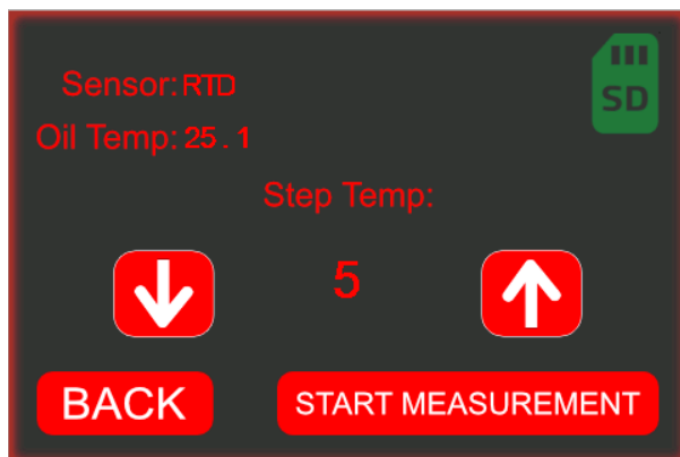 SD
Sensor: RTD
Oil Temp: 25.1
Step Temp:
5
BACK
START MEASUREMENT